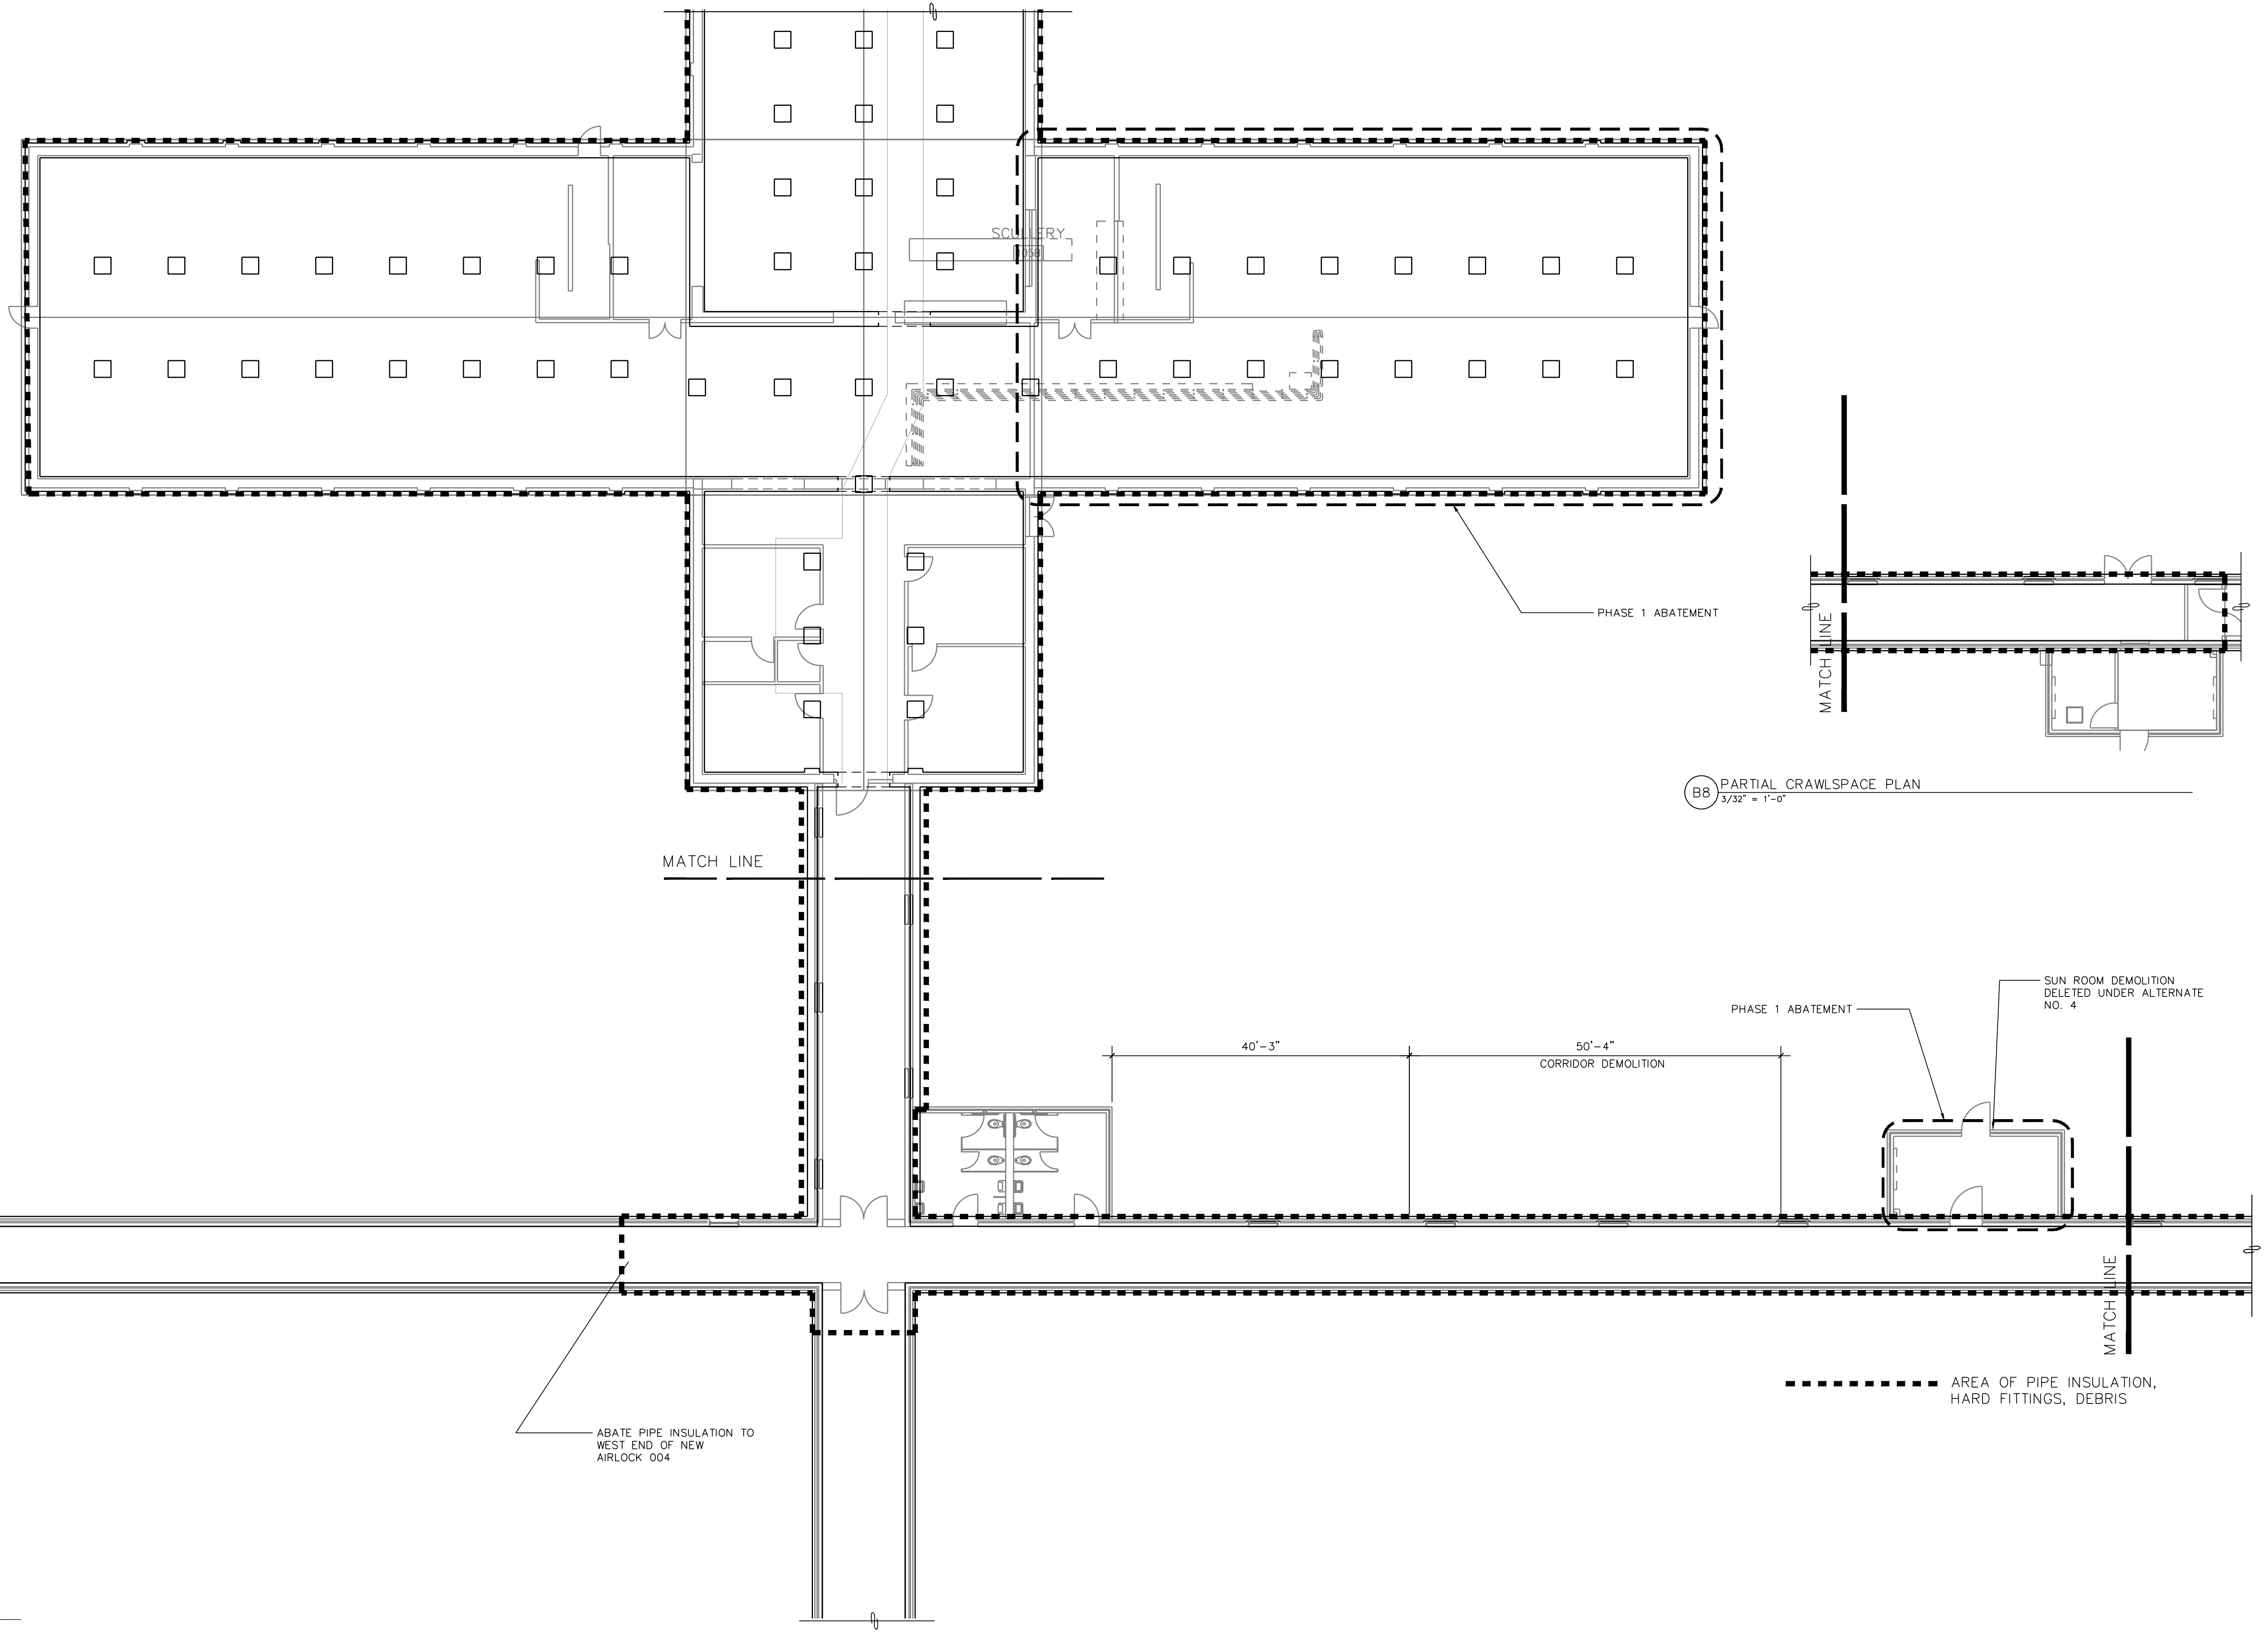 SCULLERY
105B
PHASE 1 ABATEMENT
MATCH LINE
B8
PARTIAL CRAWLSPACE PLAN
3/32" = 1'-0"
MATCH LINE
SUN ROOM DEMOLITION
DELETED UNDER ALTERNATE
NO. 4
PHASE 1 ABATEMENT
40'-3"
50'-4"
CORRIDOR DEMOLITION
MATCH LINE
AREA OF PIPE INSULATION,
HARD FITTINGS, DEBRIS
ABATE PIPE INSULATION TO
WEST END OF NEW
AIRLOCK 004